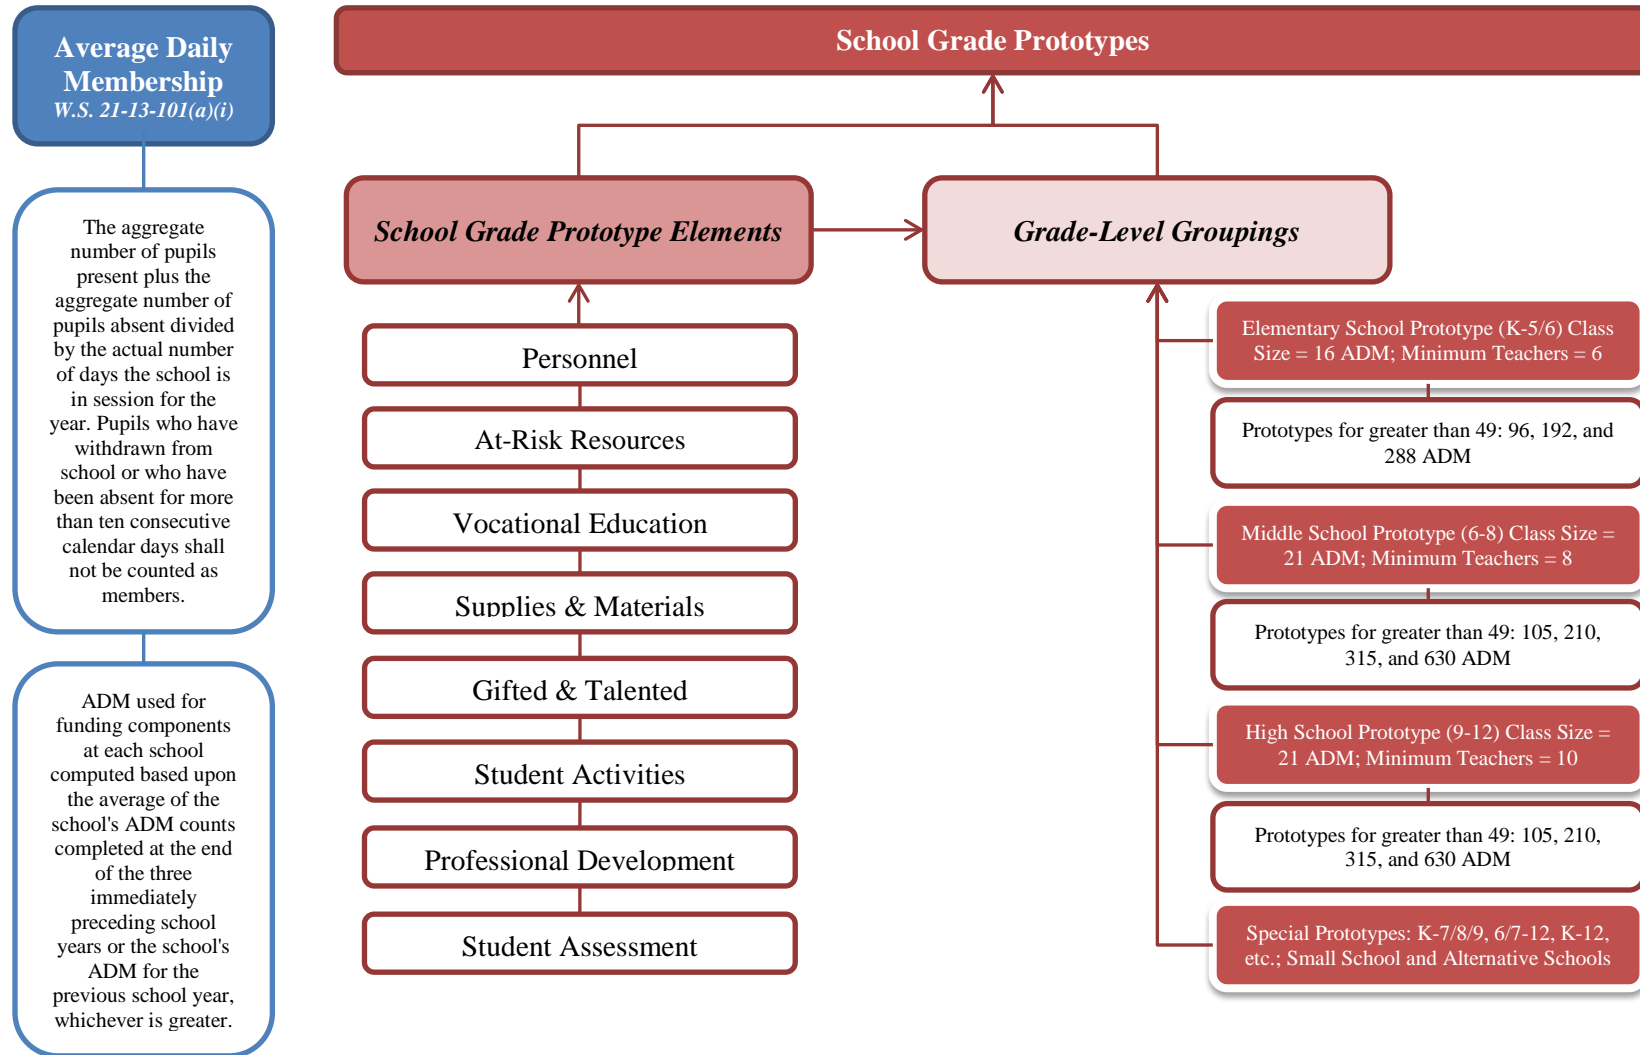 Average Daily
Membership
W.S. 21-13-101(a)(i)
The aggregate
number of pupils
present plus the
aggregate number of
pupils absent divided
by the actual number
of days the school is
in session for the
year. Pupils who have
withdrawn from
school or who have
been absent for more
than ten consecutive
calendar days shall
not be counted as
members.
ADM used for
funding components
at each school
computed based upon
the average of the
school's ADM counts
completed at the end
of the three
immediately
preceding school
years or the school's
ADM for the
previous school year,
whichever is greater.
School Grade Prototypes
School Grade Prototype Elements
Personnel
At-Risk Resources
Vocational Education
Supplies & Materials
Gifted & Talented
Student Activities
Professional Development
Student Assessment
Grade-Level Groupings
Elementary School Prototype (K-5/6) Class
Size = 16 ADM; Minimum Teachers = 6
Prototypes for greater than 49: 96, 192, and
288 ADM
Middle School Prototype (6-8) Class Size =
21 ADM; Minimum Teachers = 8
Prototypes for greater than 49: 105, 210,
315, and 630 ADM
High School Prototype (9-12) Class Size =
21 ADM; Minimum Teachers = 10
Prototypes for greater than 49: 105, 210,
315, and 630 ADM
Special Prototypes: K-7/8/9, 6/7-12, K-12,
etc.; Small School and Alternative Schools